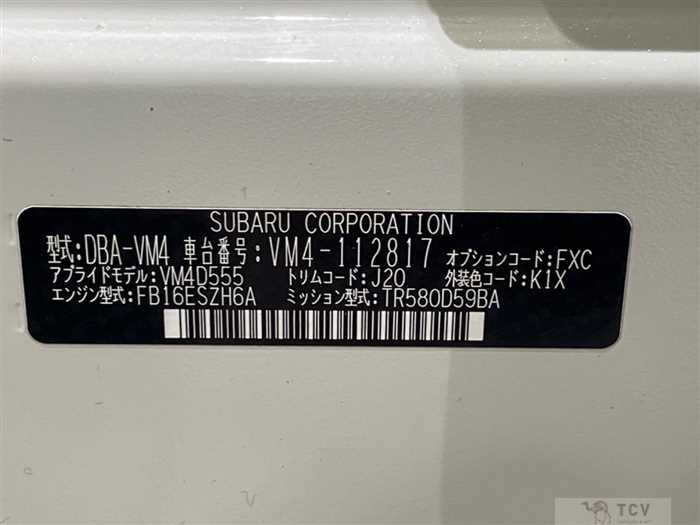 SUBARU CORPORATION
型式:DBA-VM4 車台番号:VM4-112817 オプションコード:FXC
アプライドモデル:VM4D555 トリムコード:J20 外装色コード:K1X
エンジン型式:FB16ESZH6A ミッション型式:TR580D59BA
TCV